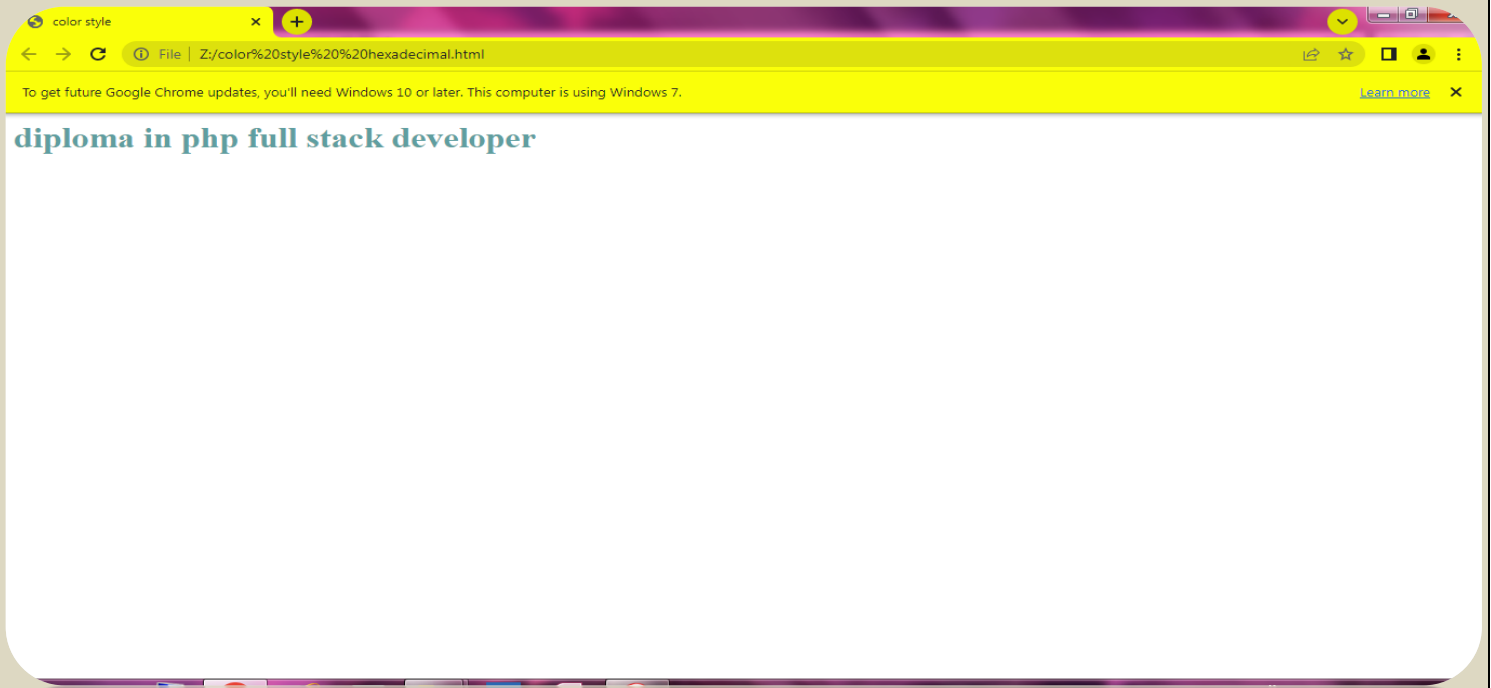 color style
File | Z:/color%20style%20%20hexadecimal.html
To get future Google Chrome updates, you'll need Windows 10 or later. This computer is using Windows 7. Learn more
diploma in php full stack developer